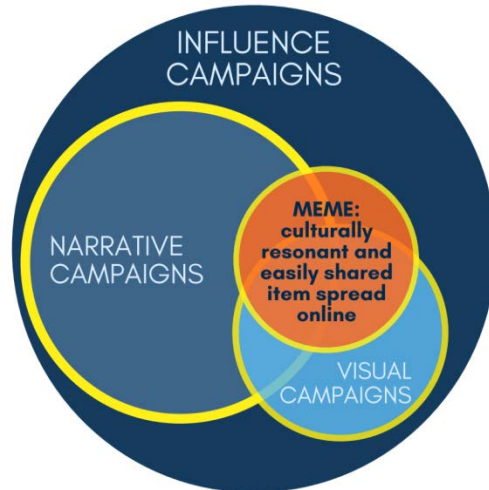 INFLUENCE
CAMPAIGNS
MEME:
culturally
resonant and
easily shared
item spread
online
NARRATIVE
CAMPAIGNS
VISUAL
CAMPAIGNS